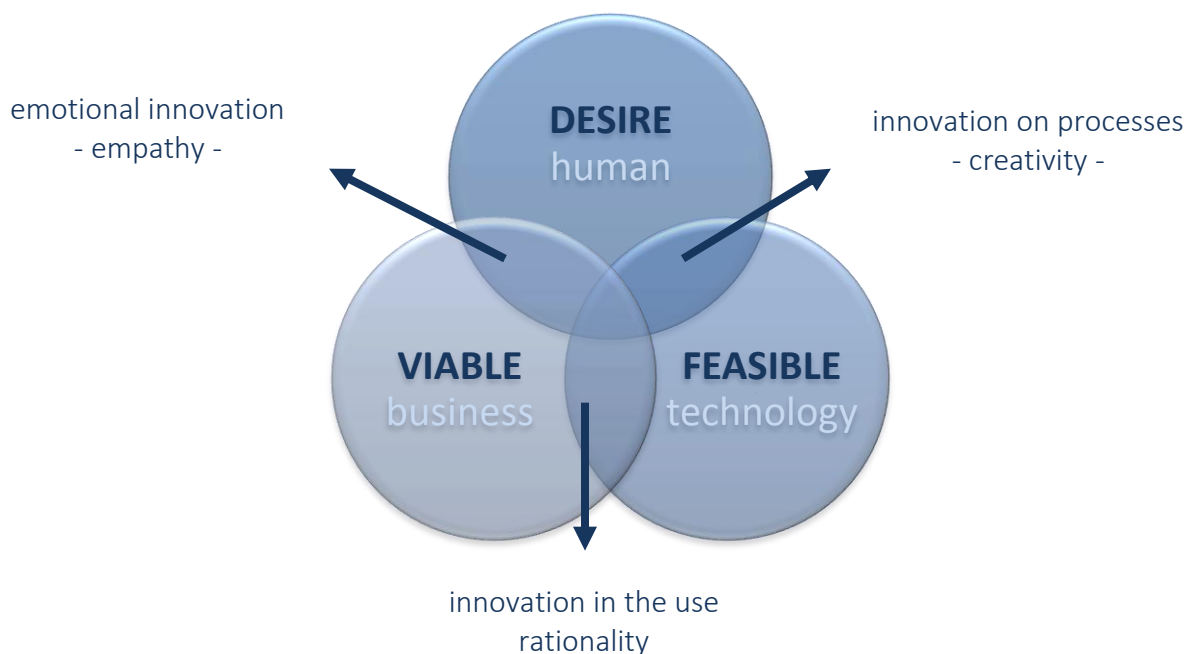 DESIRE
human
emotional innovation
- empathy -
innovation on processes
- creativity -
VIABLE
business
FEASIBLE
technology
innovation in the use
rationality